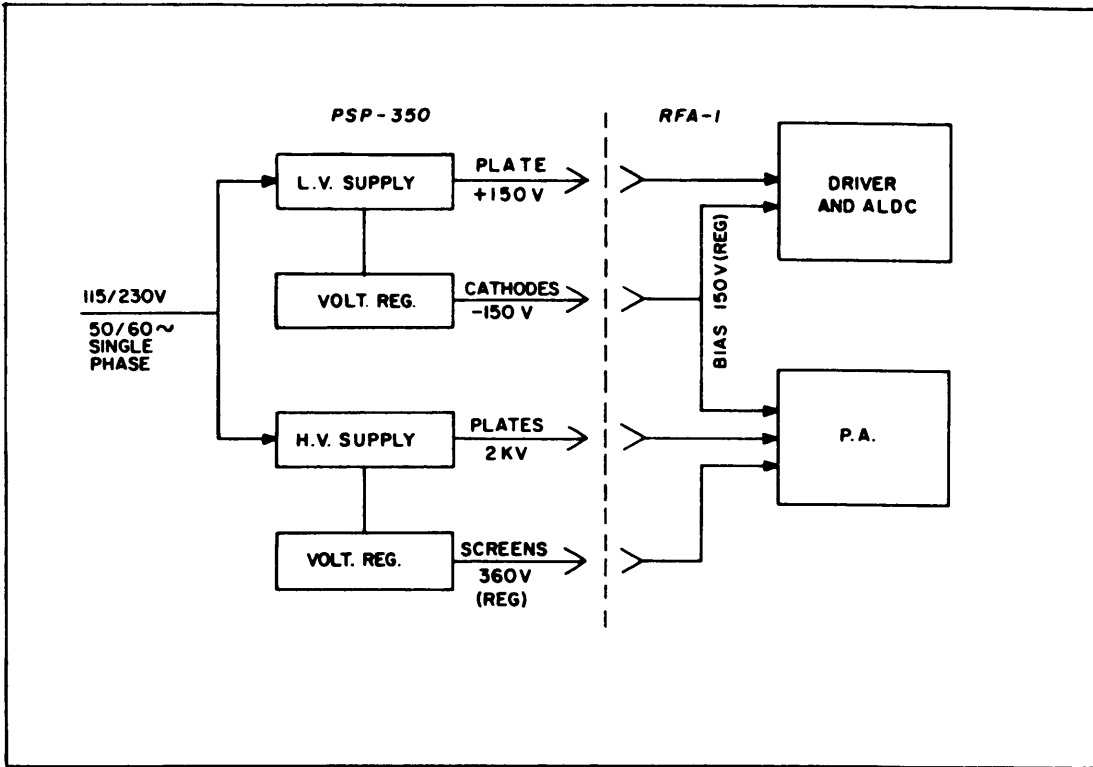 PSP-350
RFA-1
L.V. SUPPLY
PLATE
+150 V
DRIVER
AND ALDC
VOLT. REG.
CATHODES
-150 V
BIAS 150V (REG)
115/230V
50/60~
SINGLE
PHASE
H.V. SUPPLY
PLATES
2 KV
P.A.
VOLT. REG.
SCREENS
360V
(REG)